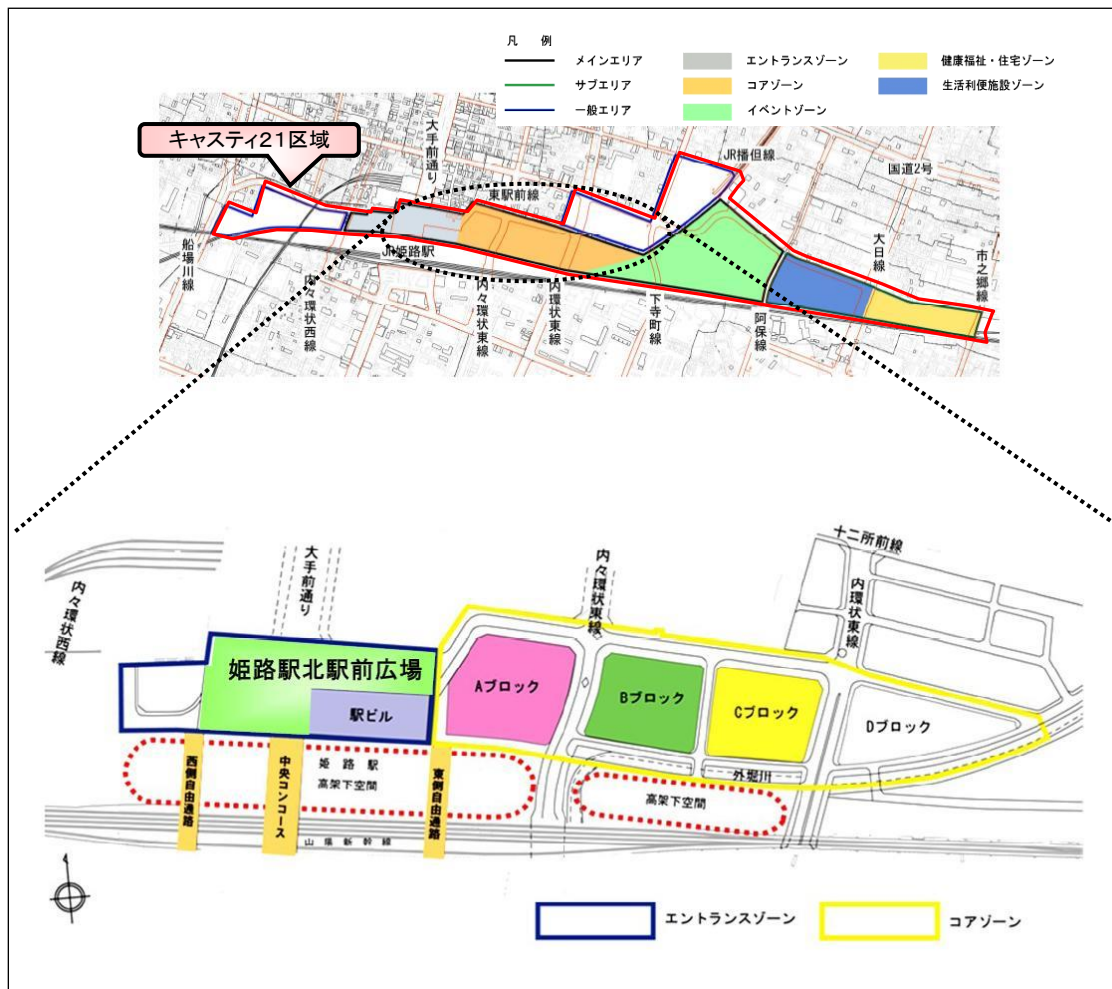 凡 例
メインエリア
サブエリア
一般エリア
エントランスゾーン
コアゾーン
イベントゾーン
健康福祉・住宅ゾーン
生活利便施設ゾーン
キャスティ21区域
大手前通り
東駅前線
JR播但線
国道2号
船場川線
内々環状西線
JR姫路駅
内々環状東線
内環状東線
下寺町線
阿保線
大日線
市之郷線
十二所前線
内々環状西線
大手前通り
内々環状東線
内環状東線
姫路駅北駅前広場
駅ビル
Aブロック
Bブロック
Cブロック
Dブロック
外堀川
西側自由通路
中央コンコース
東側自由通路
姫路駅
高架下空間
高架下空間
山陽新幹線
エントランスゾーン
コアゾーン